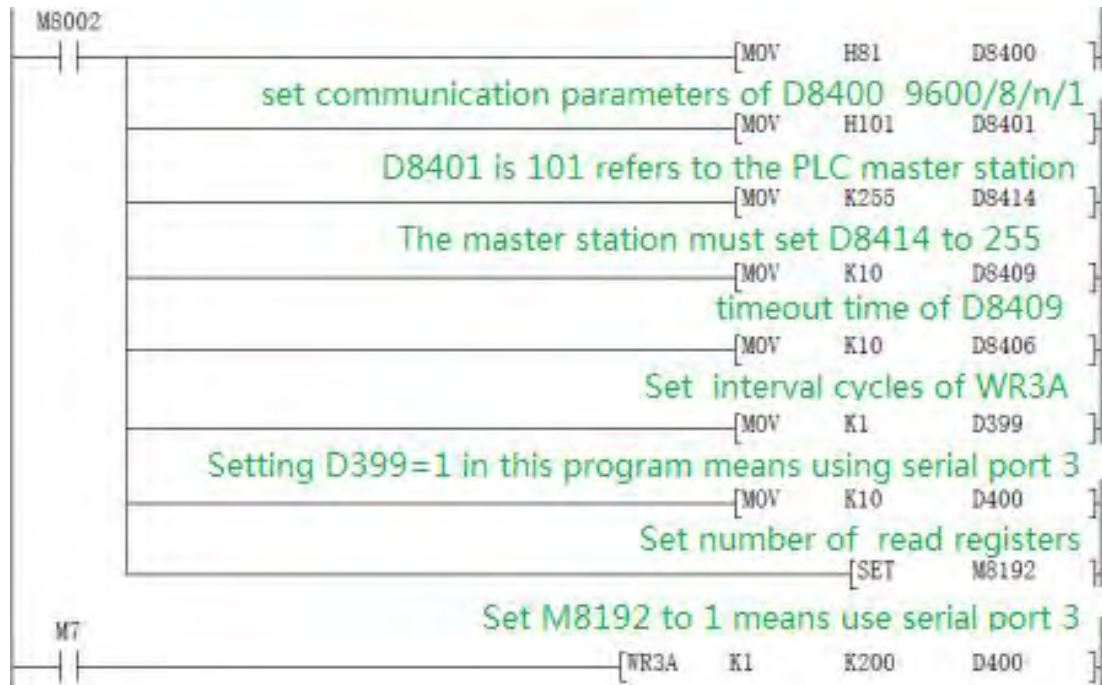 M8002
[MOV H81 D8400 ]
set communication parameters of D8400 9600/8/n/1
[MOV H101 D8401 ]
D8401 is 101 refers to the PLC master station
[MOV K255 D8414 ]
The master station must set D8414 to 255
[MOV K10 D8409 ]
timeout time of D8409
[MOV K10 D8406 ]
Set interval cycles of WR3A
[MOV K1 D399 ]
Setting D399=1 in this program means using serial port 3
[MOV K10 D400 ]
Set number of read registers
[SET M8192 ]
Set M8192 to 1 means use serial port 3
M7
[WR3A K1 K200 D400 ]